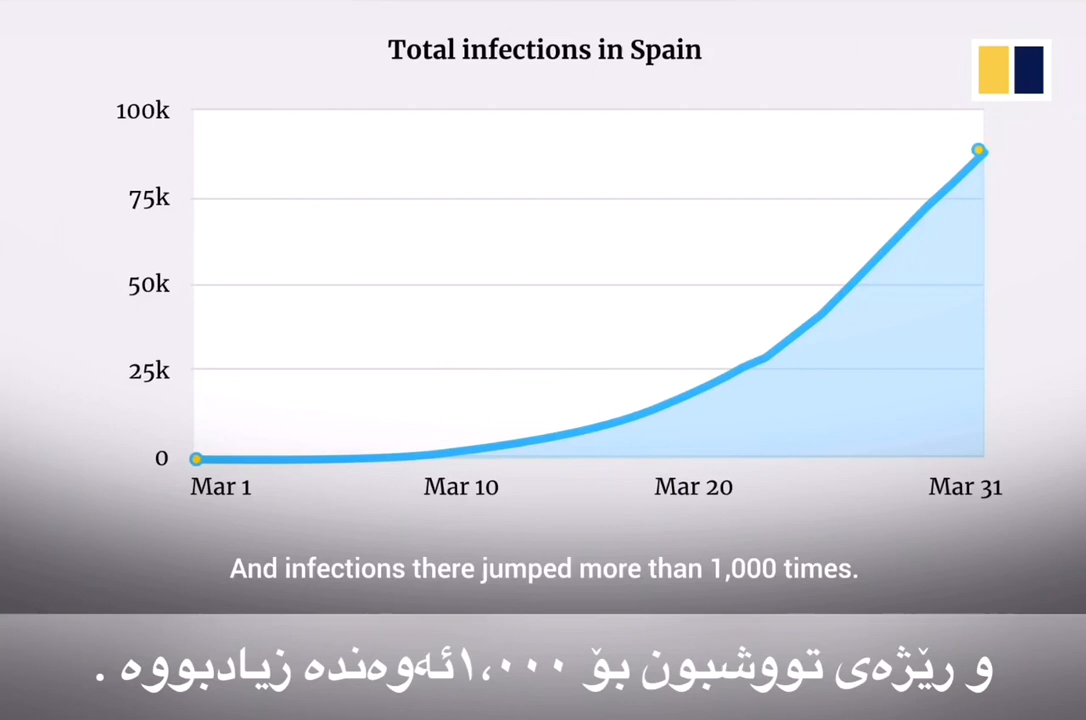 Total infections in Spain
100k
75k
50k
25k
0
Mar 1 Mar 10 Mar 20 Mar 31
And infections there jumped more than 1,000 times.
و رێژەی تووشبون بۆ ١،٠٠٠ئەوەندە زیادبووە .